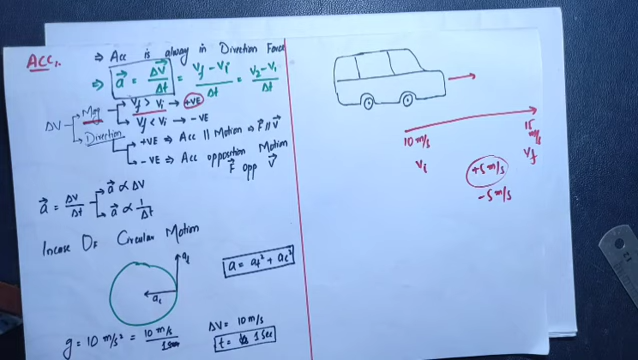 ACC.
⇒ Acc is alway in Direction Force
⇒ a⃗ = ΔV⃗/Δt = Vf - Vi/Δt = V2 - V1/Δt
ΔV
Mag
Vf > Vi → +VE
Vf < Vi → -VE
Direction
+VE ⇒ Acc || Motion ⇒ F⃗ || V⃗
-VE ⇒ Acc opposition Motion
F⃗ opp V⃗
a⃗ = ΔV/Δt
a⃗ ∝ ΔV
a⃗ ∝ 1/Δt
Incase Of Circular Motion
at
ac
a = at² + ac²
g = 10 m/s² = 10 m/s / 1 sec
ΔV = 10 m/s
t = 1 sec
10 m/s
15 m/s
Vi
Vf
+5 m/s
-5 m/s